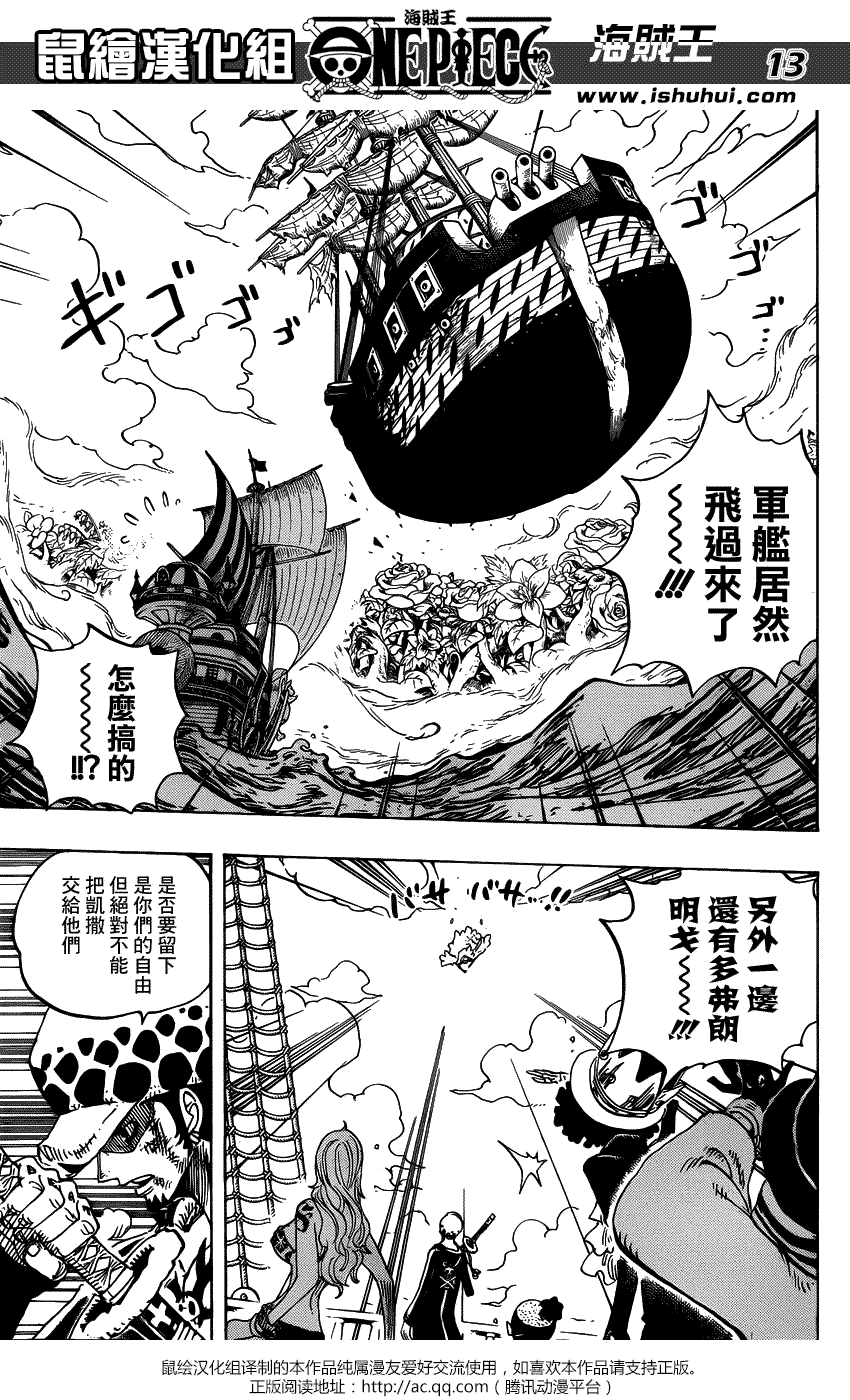 鼠繪漢化組
海賊王
ONE PIECE
海賊王
www.ishuhui.com
13
ギゴゴゴ
ゴゴゴ…
軍艦居然
飛過來了
～～～!!!
怎麼搞的
～～～!!?
另外一邊
還有多弗朗
明戈～～～!!!
是否要留下
是你們的自由
但絕對不能
把凱撒
交給他們
鼠绘汉化组译制的本作品纯属漫友爱好交流使用，如喜欢本作品请支持正版。
正版阅读地址：http://ac.qq.com（腾讯动漫平台）